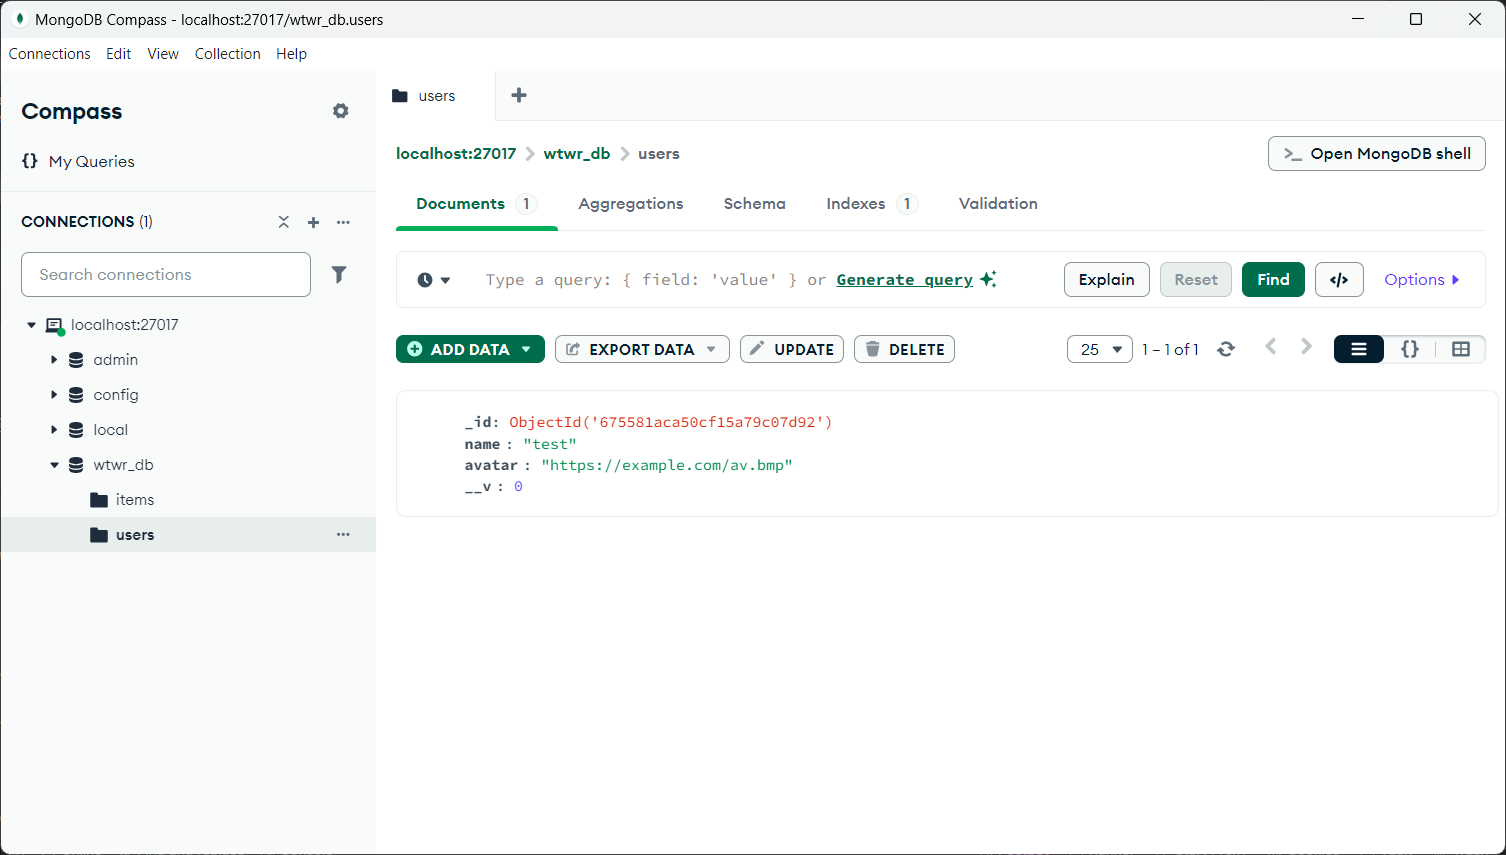 MongoDB Compass - localhost:27017/wtwr_db.users
Connections Edit View Collection Help
Compass
{} My Queries
CONNECTIONS (1)
Search connections
localhost:27017
admin
config
local
wtwr_db
items
users
users
localhost:27017 > wtwr_db > users
>_ Open MongoDB shell
Documents 1 Aggregations Schema Indexes 1 Validation
Type a query: { field: 'value' } or Generate query
Explain Reset Find </> Options
ADD DATA EXPORT DATA UPDATE DELETE
25 1 – 1 of 1 {}
_id: ObjectId('675581aca50cf15a79c07d92')
name : "test"
avatar : "https://example.com/av.bmp"
__v : 0